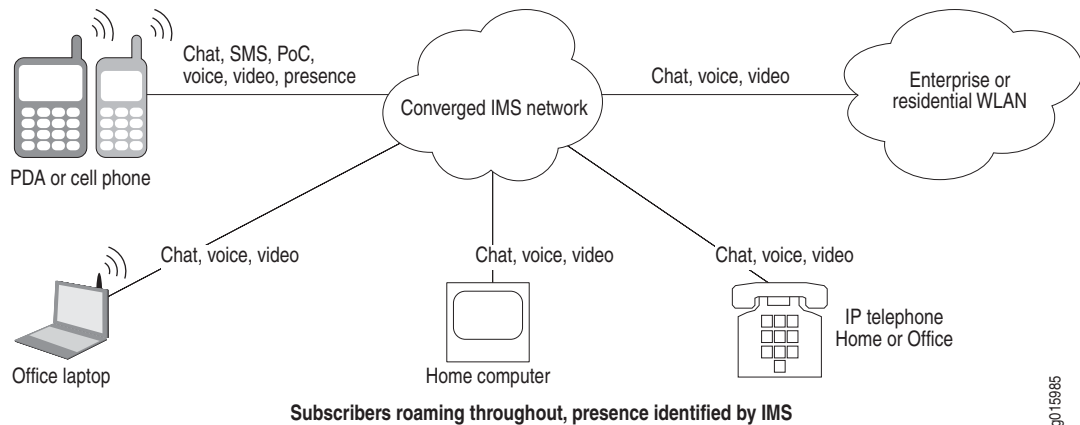 Chat, SMS, PoC,
voice, video, presence
Chat, voice, video
Converged IMS network
Enterprise or
residential WLAN
PDA or cell phone
Chat, voice, video
Chat, voice, video
Chat, voice, video
IP telephone
Home or Office
Office laptop
Home computer
Subscribers roaming throughout, presence identified by IMS
g015985